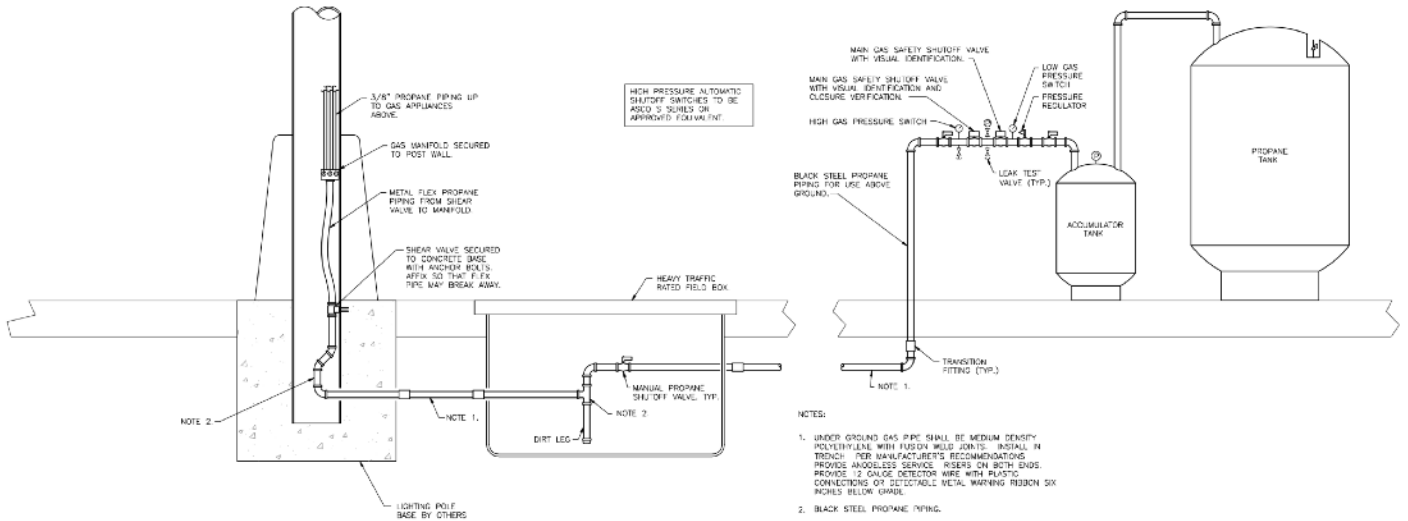 3/8" PROPANE PIPING UP
TO GAS APPLIANCES
ABOVE.
GAS MANIFOLD SECURED
TO POST WALL.
METAL FLEX PROPANE
PIPING FROM SHEAR
VALVE TO MANIFOLD.
SHEAR VALVE SECURED
TO CONCRETE BASE
WITH ANCHOR BOLTS.
AFFIX SO THAT FLEX
PIPE MAY BREAK AWAY.
NOTE 2.
LIGHTING POLE
BASE BY OTHERS
HEAVY TRAFFIC
RATED FIELD BOX.
NOTE 1.
DIRT LEG
NOTE 2
MANUAL PROPANE
SHUTOFF VALVE, TYP.
HIGH PRESSURE AUTOMATIC
SHUTOFF SWITCHES TO BE
ASCO S SERIES OR
APPROVED EQUIVALENT.
MAIN GAS SAFETY SHUTOFF VALVE
WITH VISUAL IDENTIFICATION.
MAIN GAS SAFETY SHUTOFF VALVE
WITH VISUAL IDENTIFICATION AND
CLOSURE VERIFICATION.
HIGH GAS PRESSURE SWITCH
LOW GAS
PRESSURE
SWITCH
PRESSURE
REGULATOR
LEAK TEST
VALVE (TYP.)
BLACK STEEL PROPANE
PIPING FOR USE ABOVE
GROUND.
ACCUMULATOR
TANK
PROPANE
TANK
TRANSITION
FITTING (TYP.)
NOTE 1.
NOTES:
1. UNDER GROUND GAS PIPE SHALL BE MEDIUM DENSITY
POLYETHYLENE WITH FUSION WELD JOINTS. INSTALL IN
TRENCH PER MANUFACTURER'S RECOMMENDATIONS
PROVIDE ANODELESS SERVICE RISERS ON BOTH ENDS.
PROVIDE 12 GAUGE DETECTOR WIRE WITH PLASTIC
CONNECTIONS OR DETECTABLE METAL WARNING RIBBON SIX
INCHES BELOW GRADE.
2. BLACK STEEL PROPANE PIPING.